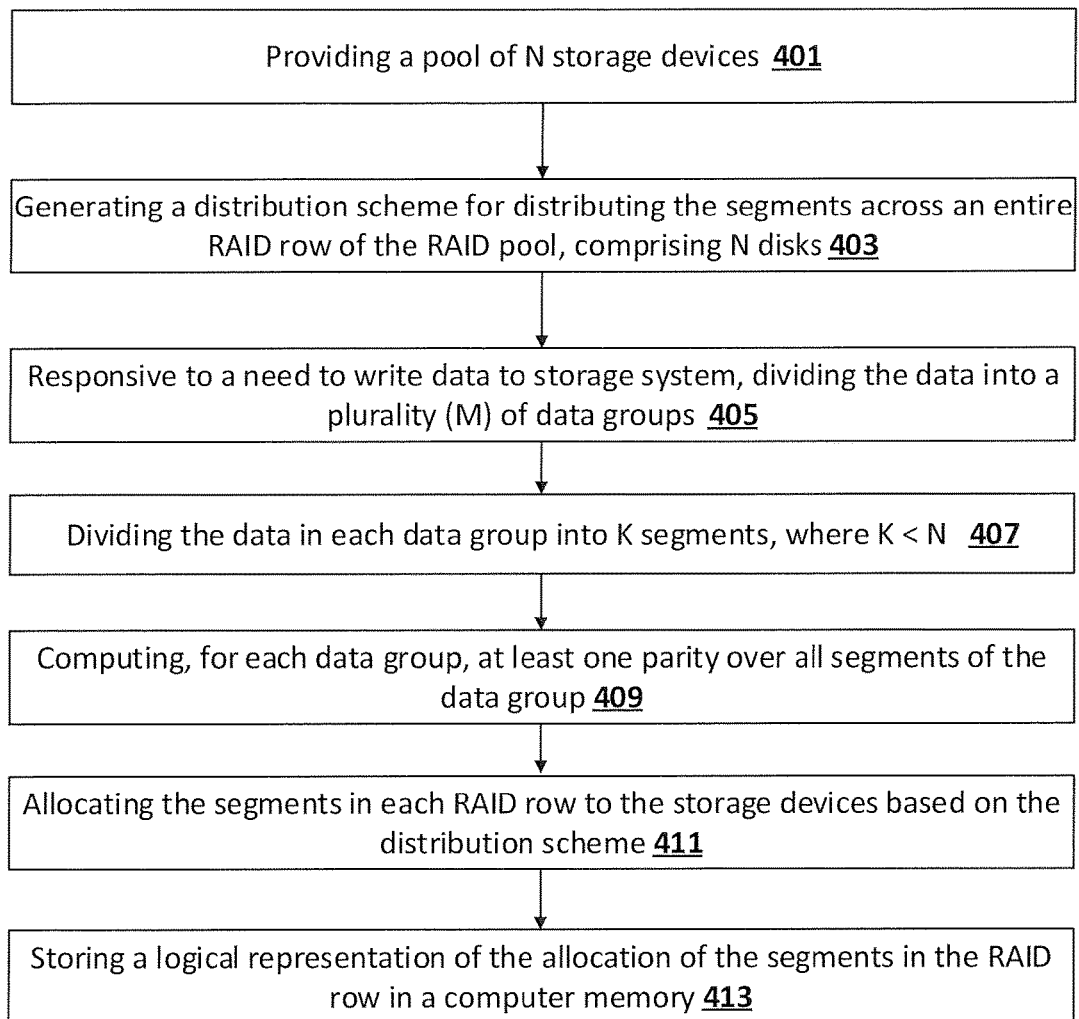 Providing a pool of N storage devices 401
Generating a distribution scheme for distributing the segments across an entire
RAID row of the RAID pool, comprising N disks 403
Responsive to a need to write data to storage system, dividing the data into a
plurality (M) of data groups 405
Dividing the data in each data group into K segments, where K < N 407
Computing, for each data group, at least one parity over all segments of the
data group 409
Allocating the segments in each RAID row to the storage devices based on the
distribution scheme 411
Storing a logical representation of the allocation of the segments in the RAID
row in a computer memory 413